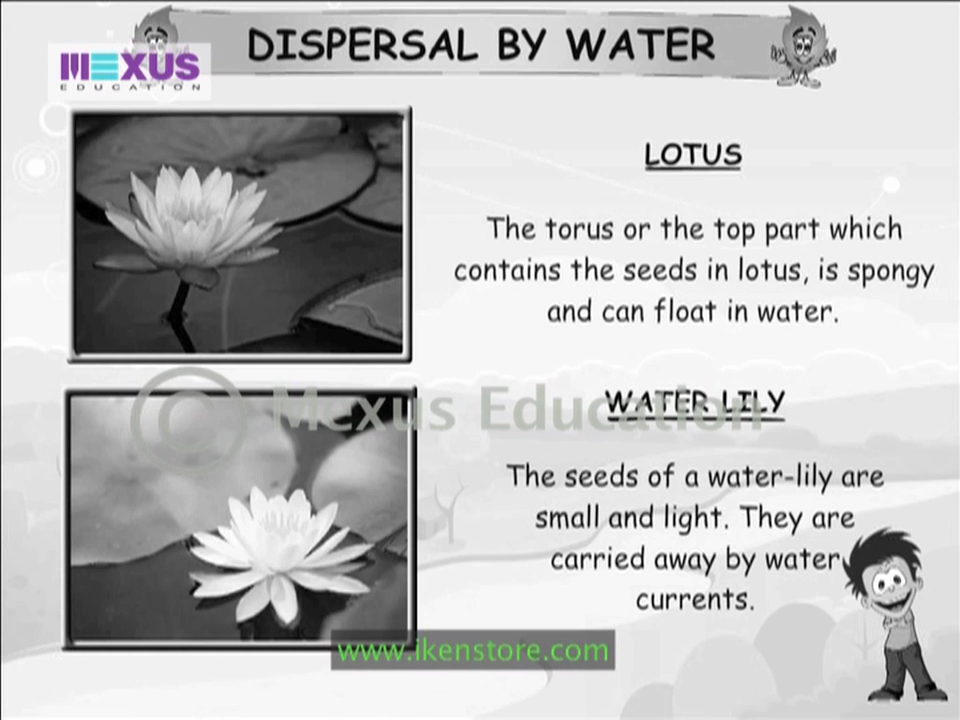 DISPERSAL BY WATER
MEXUS
EDUCATION
LOTUS
The torus or the top part which
contains the seeds in lotus, is spongy
and can float in water.
© Mexus Education
WATER LILY
The seeds of a water-lily are
small and light. They are
carried away by water
currents.
www.ikenstore.com